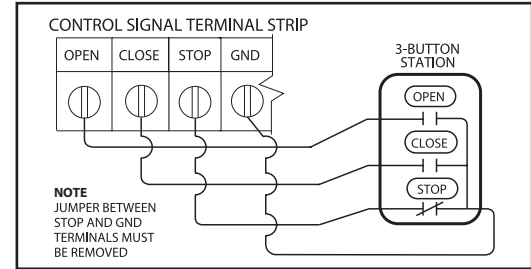 CONTROL SIGNAL TERMINAL STRIP
OPEN CLOSE STOP GND
3-BUTTON
STATION
OPEN
CLOSE
STOP
NOTE
JUMPER BETWEEN
STOP AND GND
TERMINALS MUST
BE REMOVED